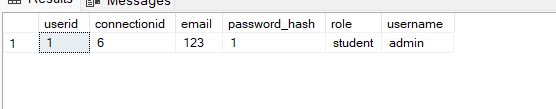 Results Messages
userid connectionid email password_hash role username
1 1 6 123 1 student admin